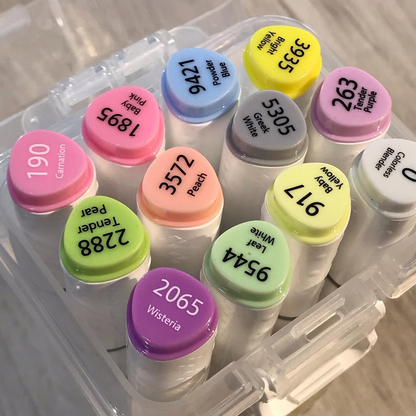 3935
Bright
Yellow
9421
Powder
Blue
263
Tender
Purple
1895
Baby
Pink
5305
Greek
White
0
Colorless
Blender
190
Carnation
3572
Peach
917
Baby
Yellow
2288
Tender
Pear
9544
Leaf
White
2065
Wisteria